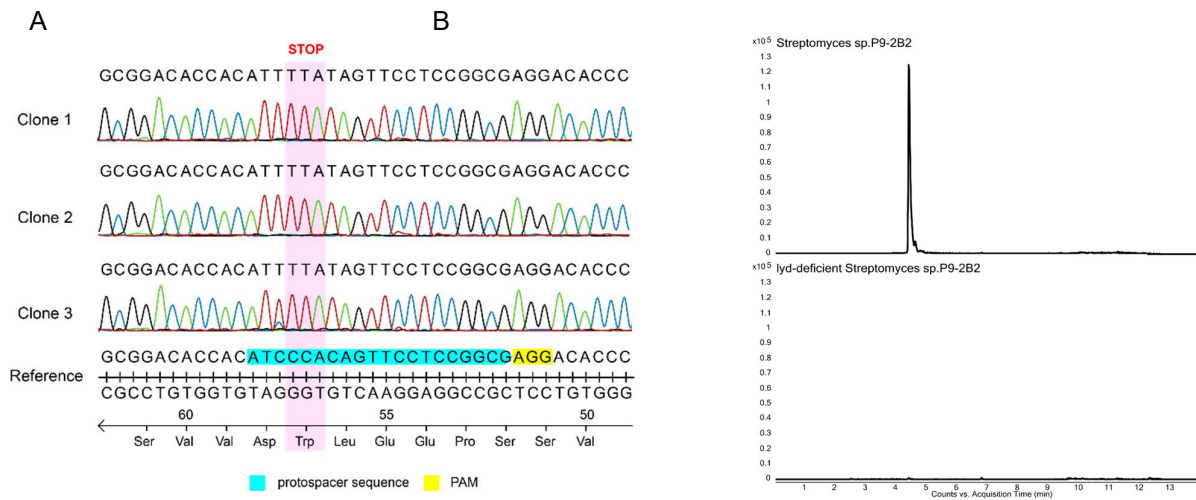 A
B
STOP
GCGGACACCACATTTTATAGTTCCTCCGGCGAGGACACCC
Clone 1
GCGGACACCACATTTTATAGTTCCTCCGGCGAGGACACCC
Clone 2
GCGGACACCACATTTTATAGTTCCTCCGGCGAGGACACCC
Clone 3
GCGGACACCACATCCCACAGTTCCTCCGGCGAGGACACCC
Reference
CGCCTGTGGTGTAGGGTGTCAAGGAGGCCGCTCCTGTGGG
60 55 50
Ser Val Val Asp Trp Leu Glu Glu Pro Ser Ser Val
protospacer sequence PAM
x10 5 Streptomyces sp.P9-2B2
1.3
1.2
1.1
1
0.9
0.8
0.7
0.6
0.5
0.4
0.3
0.2
0.1
0
x10 5 lyd-deficient Streptomyces sp.P9-2B2
1.3
1.2
1.1
1
0.9
0.8
0.7
0.6
0.5
0.4
0.3
0.2
0.1
0
1 2 3 4 5 6 7 8 9 10 11 12 13
Counts vs. Acquisition Time (min)